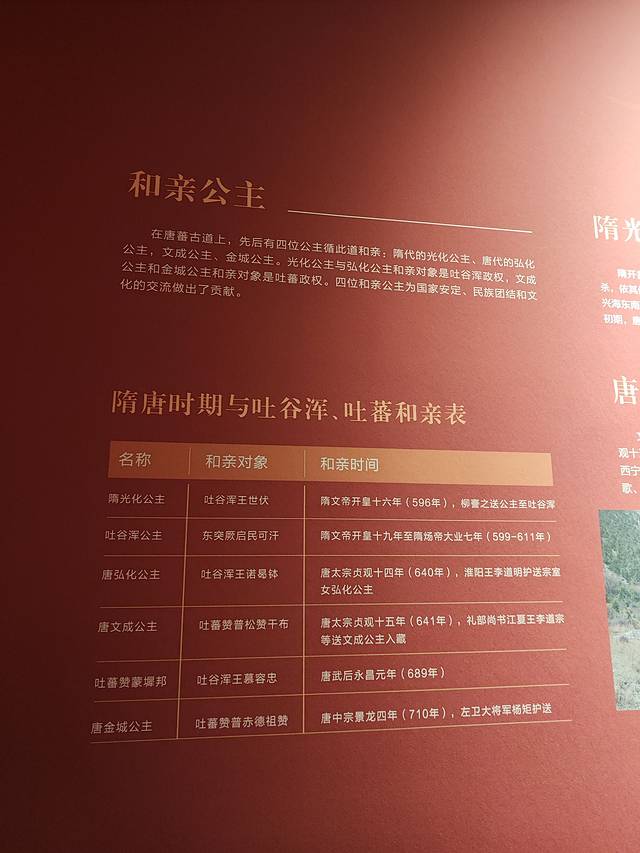 和亲公主
在唐蕃古道上，先后有四位公主循此道和亲：隋代的光化公主、唐代的弘化
公主，文成公主、金城公主。光化公主与弘化公主和亲对象是吐谷浑政权，文成
公主和金城公主和亲对象是吐蕃政权。四位和亲公主为国家安定、民族团结和文
化的交流做出了贡献。
隋唐时期与吐谷浑、吐蕃和亲表
名称 和亲对象 和亲时间
隋光化公主 吐谷浑王世伏 隋文帝开皇十六年（596年），柳謇之送公主至吐谷浑
吐谷浑公主 东突厥启民可汗 隋文帝开皇十九年至隋炀帝大业七年（599-611年）
唐弘化公主 吐谷浑王诺曷钵 唐太宗贞观十四年（640年），淮阳王李道明护送宗室
女弘化公主
唐文成公主 吐蕃赞普松赞干布 唐太宗贞观十五年（641年），礼部尚书江夏王李道宗
等送文成公主入藏
吐蕃赞蒙墀邦 吐谷浑王慕容忠 唐武后永昌元年（689年）
唐金城公主 吐蕃赞普赤德祖赞 唐中宗景龙四年（710年），左卫大将军杨矩护送
隋光
隋开
杀，依其
兴海东南
初期，唐
唐
观十
西宁
歌、